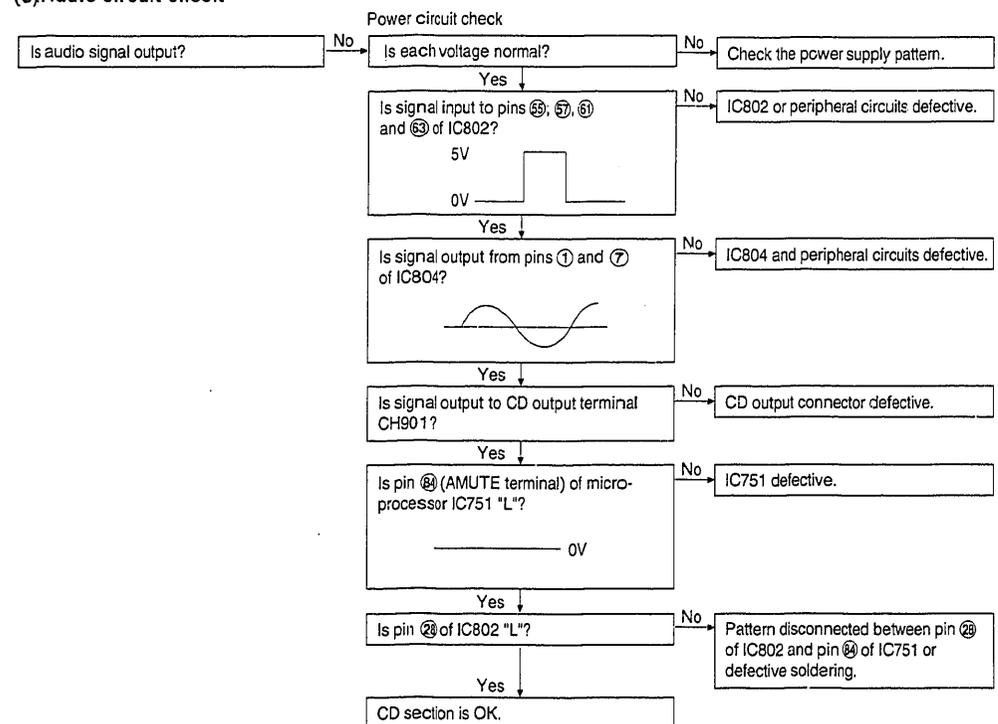 Power circuit check
Is audio signal output?
No
Is each voltage normal?
No
Check the power supply pattern.
Yes
Is signal input to pins 55; 57, 61
and 63 of IC802?
5V
0V
No
IC802 or peripheral circuits defective.
Yes
Is signal output from pins 1 and 7
of IC804?
No
IC804 and peripheral circuits defective.
Yes
Is signal output to CD output terminal
CH901?
No
CD output connector defective.
Yes
Is pin 84 (AMUTE terminal) of micro-
processor IC751 "L"?
0V
No
IC751 defective.
Yes
Is pin 28 of IC802 "L"?
No
Pattern disconnected between pin 28
of IC802 and pin 84 of IC751 or
defective soldering.
Yes
CD section is OK.